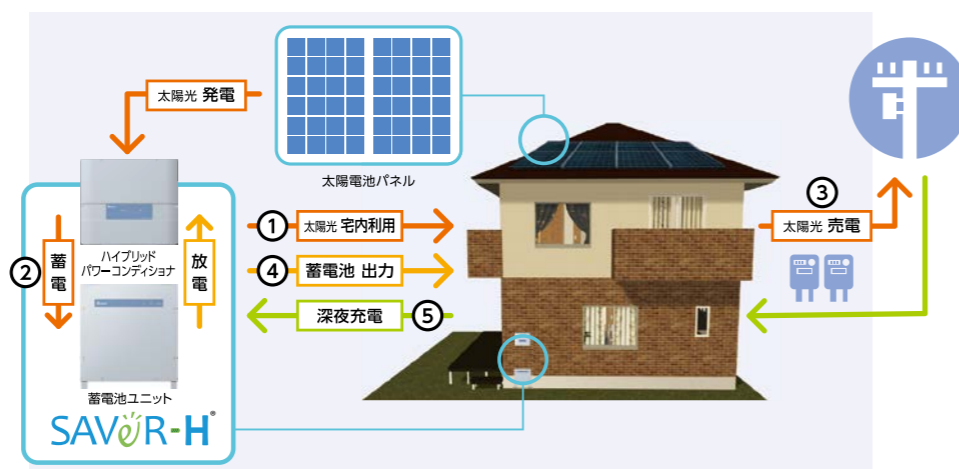 太陽光 発電
太陽電池パネル
① 太陽光 宅内利用
③
太陽光 売電
ハイブリッド
パワーコンディショナ
② 蓄電
放電
④ 蓄電池 出力
深夜充電 ⑤
蓄電池ユニット
SAVeR-H®